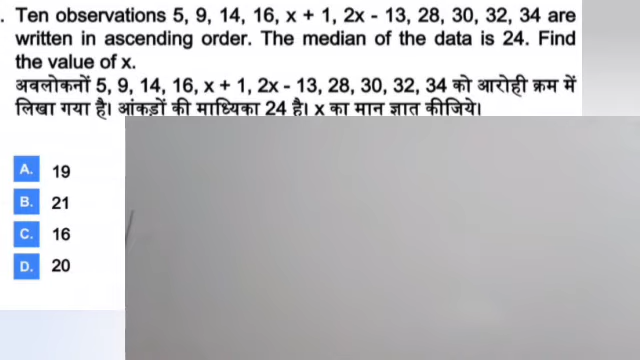 . Ten observations 5, 9, 14, 16, x + 1, 2x - 13, 28, 30, 32, 34 are
written in ascending order. The median of the data is 24. Find
the value of x.
अवलोकनों 5, 9, 14, 16, x + 1, 2x - 13, 28, 30, 32, 34 को आरोही क्रम में
लिखा गया है। आंकड़ों की माध्यिका 24 है। x का मान ज्ञात कीजिये।
A. 19
B. 21
C. 16
D. 20